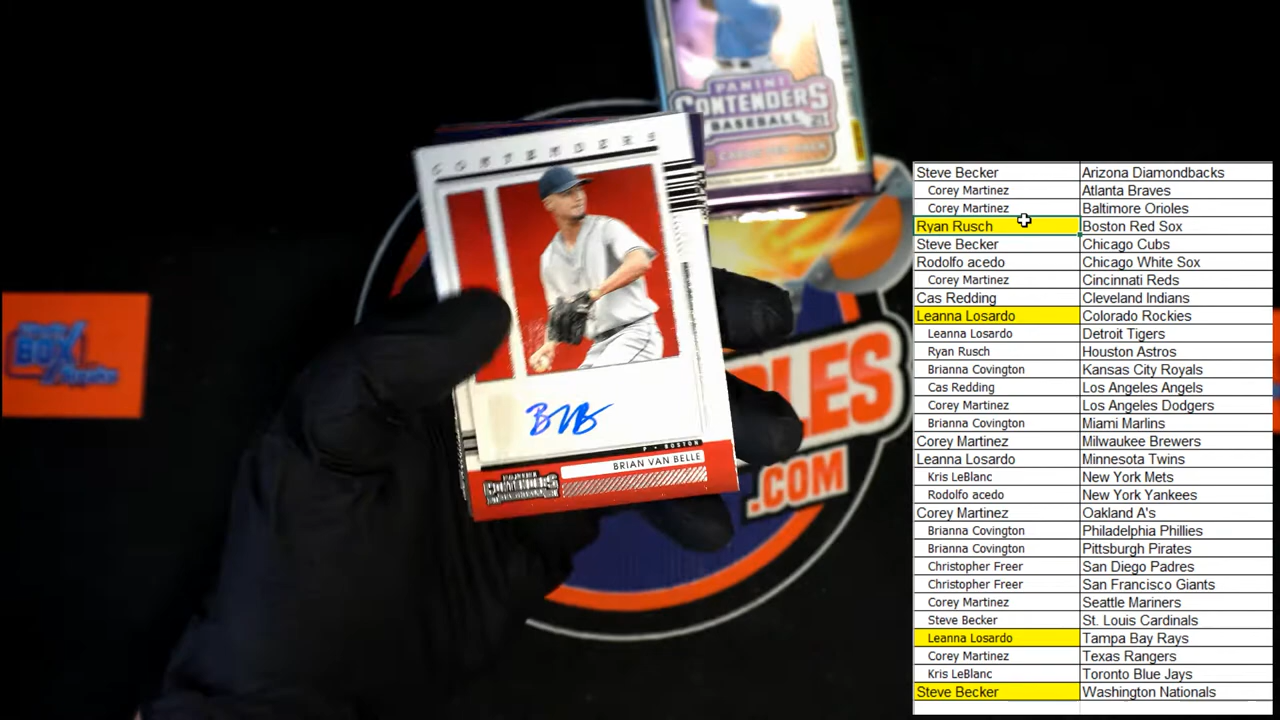 PANINI
CONTENDERS
BASEBALL 21
CONTENDERS
P • BOSTON
BRIAN VAN BELLE
CONTENDERS
BOX
LES
.COM
Steve Becker Arizona Diamondbacks
Corey Martinez Atlanta Braves
Corey Martinez Baltimore Orioles
Ryan Rusch Boston Red Sox
Steve Becker Chicago Cubs
Rodolfo acedo Chicago White Sox
Corey Martinez Cincinnati Reds
Cas Redding Cleveland Indians
Leanna Losardo Colorado Rockies
Leanna Losardo Detroit Tigers
Ryan Rusch Houston Astros
Brianna Covington Kansas City Royals
Cas Redding Los Angeles Angels
Corey Martinez Los Angeles Dodgers
Brianna Covington Miami Marlins
Corey Martinez Milwaukee Brewers
Leanna Losardo Minnesota Twins
Kris LeBlanc New York Mets
Rodolfo acedo New York Yankees
Corey Martinez Oakland A's
Brianna Covington Philadelphia Phillies
Brianna Covington Pittsburgh Pirates
Christopher Freer San Diego Padres
Christopher Freer San Francisco Giants
Corey Martinez Seattle Mariners
Steve Becker St. Louis Cardinals
Leanna Losardo Tampa Bay Rays
Corey Martinez Texas Rangers
Kris LeBlanc Toronto Blue Jays
Steve Becker Washington Nationals